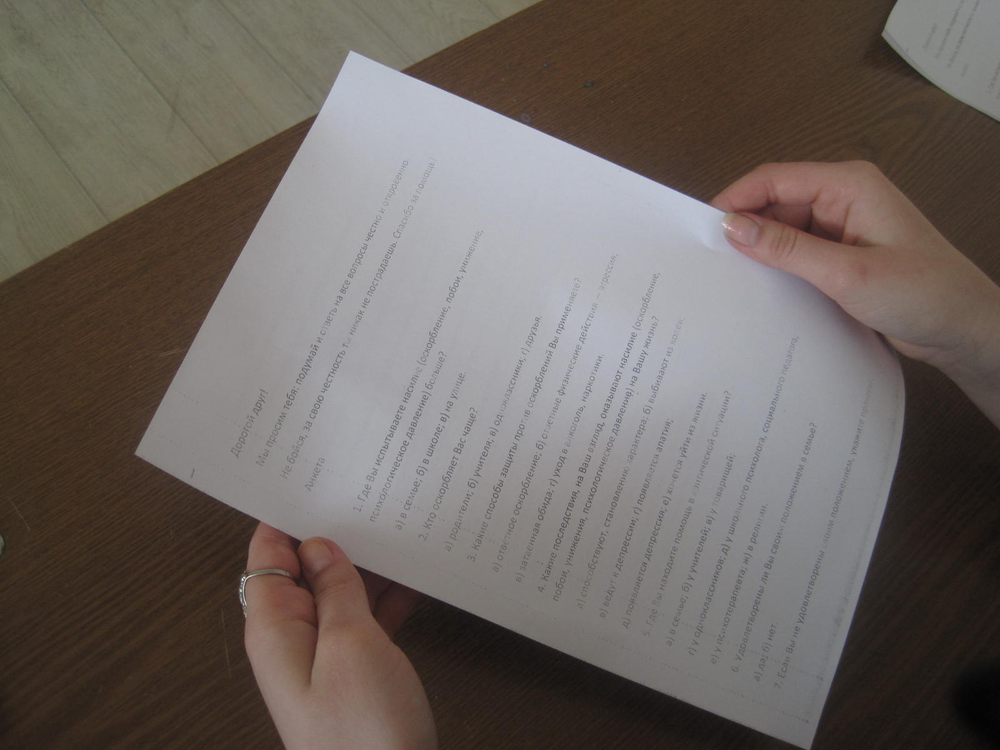 Дорогой друг!
Мы просим тебя: подумай и ответь на все вопросы честно и откровенно.
Не бойся, за свою честность ты никак не пострадаешь. Спасибо за помощь!
Анкета
1. Где Вы испытываете насилие (оскорбление, побои, унижение,
психологическое давление) больше?
а) в семье; б) в школе; в) на улице.
2. Кто оскорбляет Вас чаще?
а) родители; б) учителя; в) одноклассники; г) друзья.
3. Какие способы защиты против оскорблений Вы применяете?
а) ответное оскорбление; б) ответные физические действия — агрессия;
в) затаенная обида; г) уход в алкоголь, наркотики.
4. Какие последствия, на Ваш взгляд, оказывают насилие (оскорбление,
побои, унижения, психологическое давление) на Вашу жизнь?
а) способствуют, становлению характера; б) выбивают из колеи;
в) ведут к депрессии; г) появляется апатия;
д) появляется депрессия; е) хочется уйти из жизни.
5. Где Вы находите помощь в критической ситуации?
а) в семье; б) у учителей; в) у товарищей;
г) у одноклассников; д) у школьного психолога, социального педагога,
е) у психотерапевта; ж) в религии.
6. Удовлетворены ли Вы своим положением в семье?
а) да; б) нет.
7. Если Вы не удовлетворены своим положением, укажите причины